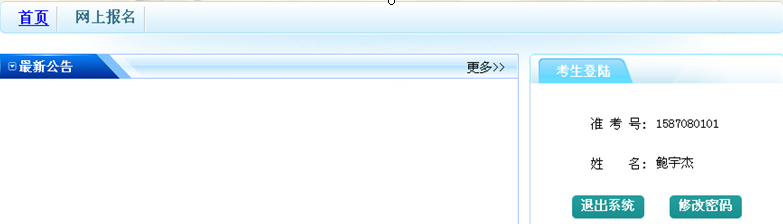 首页 网上报名
最新公告 更多>>
考生登陆
准 考 号: 1587080101
姓 名: 鲍宇杰
退出系统 修改密码